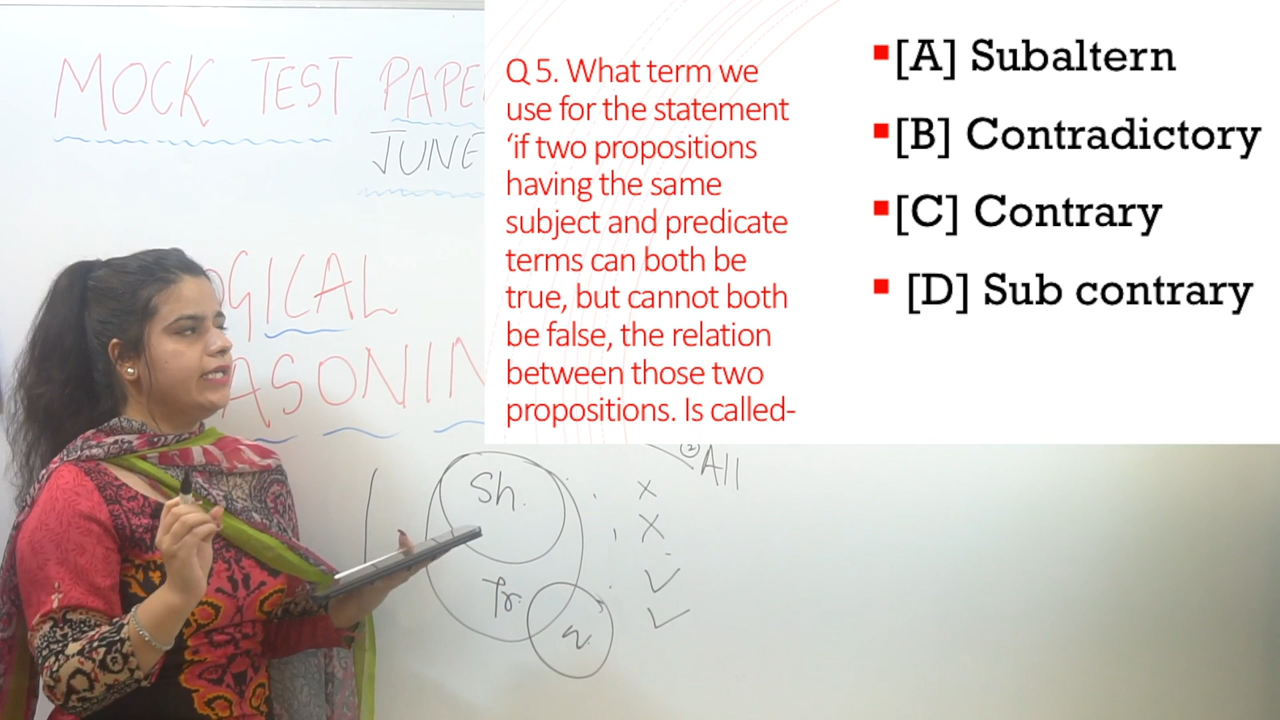 MOCK TEST PAPE
JUNE
OGICAL
ASONIN
Q 5. What term we
use for the statement
‘if two propositions
having the same
subject and predicate
terms can both be
true, but cannot both
be false, the relation
between those two
propositions. Is called-
[A] Subaltern
[B] Contradictory
[C] Contrary
[D] Sub contrary
② All
Sh.
Tr.